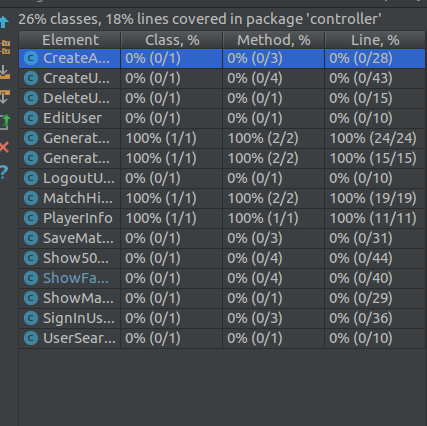 26% classes, 18% lines covered in package 'controller'
Element Class, % Method, % Line, %
CreateA... 0% (0/1) 0% (0/3) 0% (0/28)
CreateU... 0% (0/1) 0% (0/4) 0% (0/43)
DeleteU... 0% (0/1) 0% (0/1) 0% (0/15)
EditUser 0% (0/1) 0% (0/1) 0% (0/10)
Generat... 100% (1/1) 100% (2/2) 100% (24/24)
Generat... 100% (1/1) 100% (2/2) 100% (15/15)
LogoutU... 0% (0/1) 0% (0/1) 0% (0/10)
MatchHi... 100% (1/1) 100% (2/2) 100% (19/19)
PlayerInfo 100% (1/1) 100% (1/1) 100% (11/11)
SaveMat... 0% (0/1) 0% (0/3) 0% (0/31)
Show50... 0% (0/1) 0% (0/4) 0% (0/44)
ShowFa... 0% (0/1) 0% (0/4) 0% (0/40)
ShowMa... 0% (0/1) 0% (0/1) 0% (0/29)
SignInUs... 0% (0/1) 0% (0/3) 0% (0/36)
UserSear... 0% (0/1) 0% (0/1) 0% (0/10)